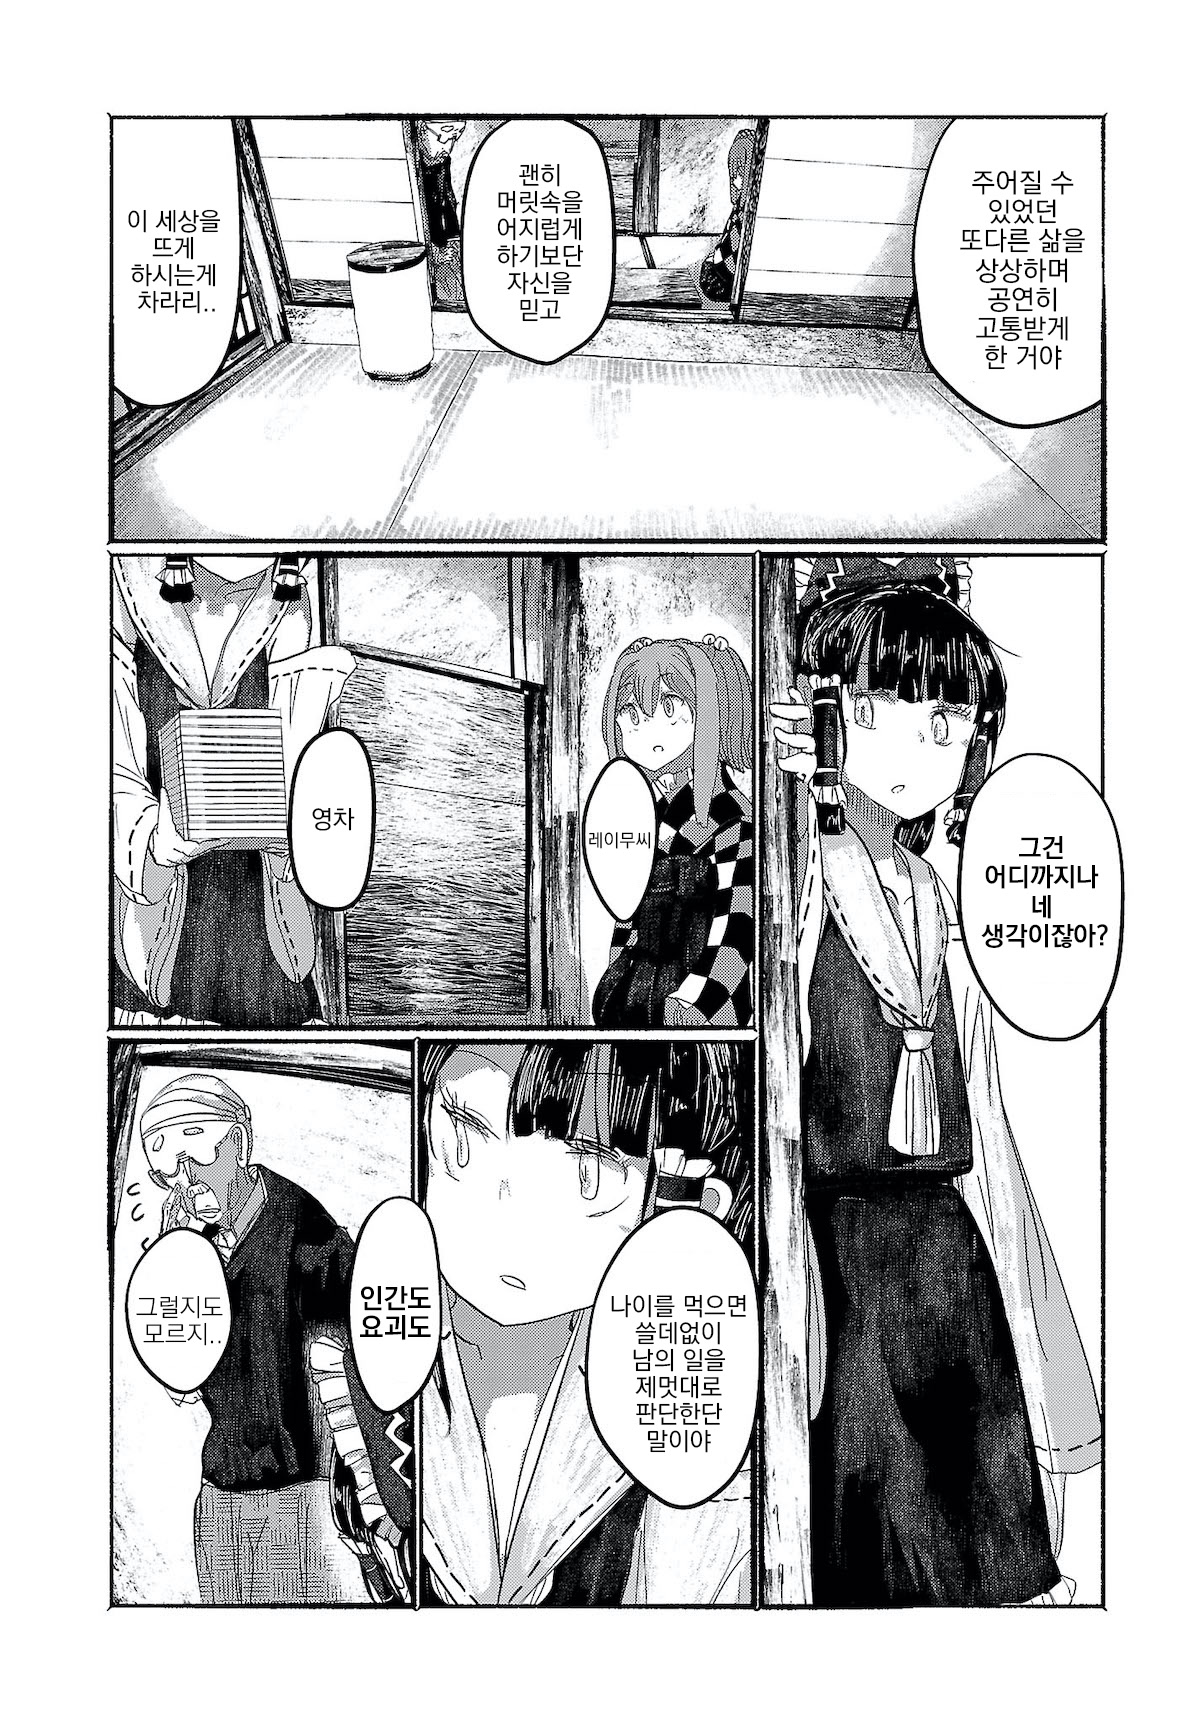 주어질 수
있었던
또다른 삶을
상상하며
공연히
고통받게
한 거야
괜히
머릿속을
어지럽게
하기보단
자신을
믿고
이 세상을
뜨게
하시는게
차라리..
그건
어디까지나
네
생각이잖아?
레이무씨
영차
나이를 먹으면
쓸데없이
남의 일을
제멋대로
판단한단
말이야
인간도
요괴도
그럴지도
모르지..